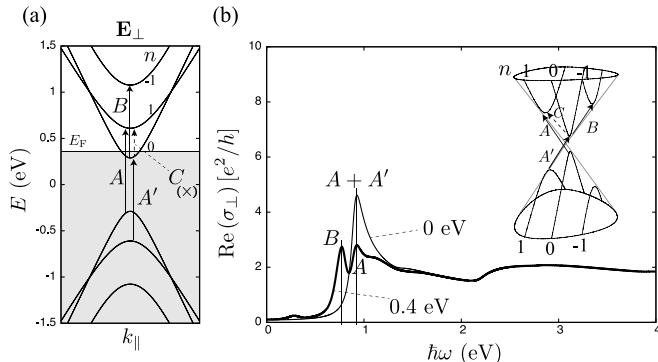 (a)
E⊥
1.5
1
0.5
0
-0.5
-1
-1.5
E (eV)
k∥
n
-1
1
0
B
E_F
A
A'
C
(×)
(b)
10
8
6
4
2
0
Re (σ⊥) [e²/h]
0
1
2
3
4
ħω (eV)
A + A'
B
A
0 eV
0.4 eV
n 1 0 -1
C
A
B
A'
1 0 -1